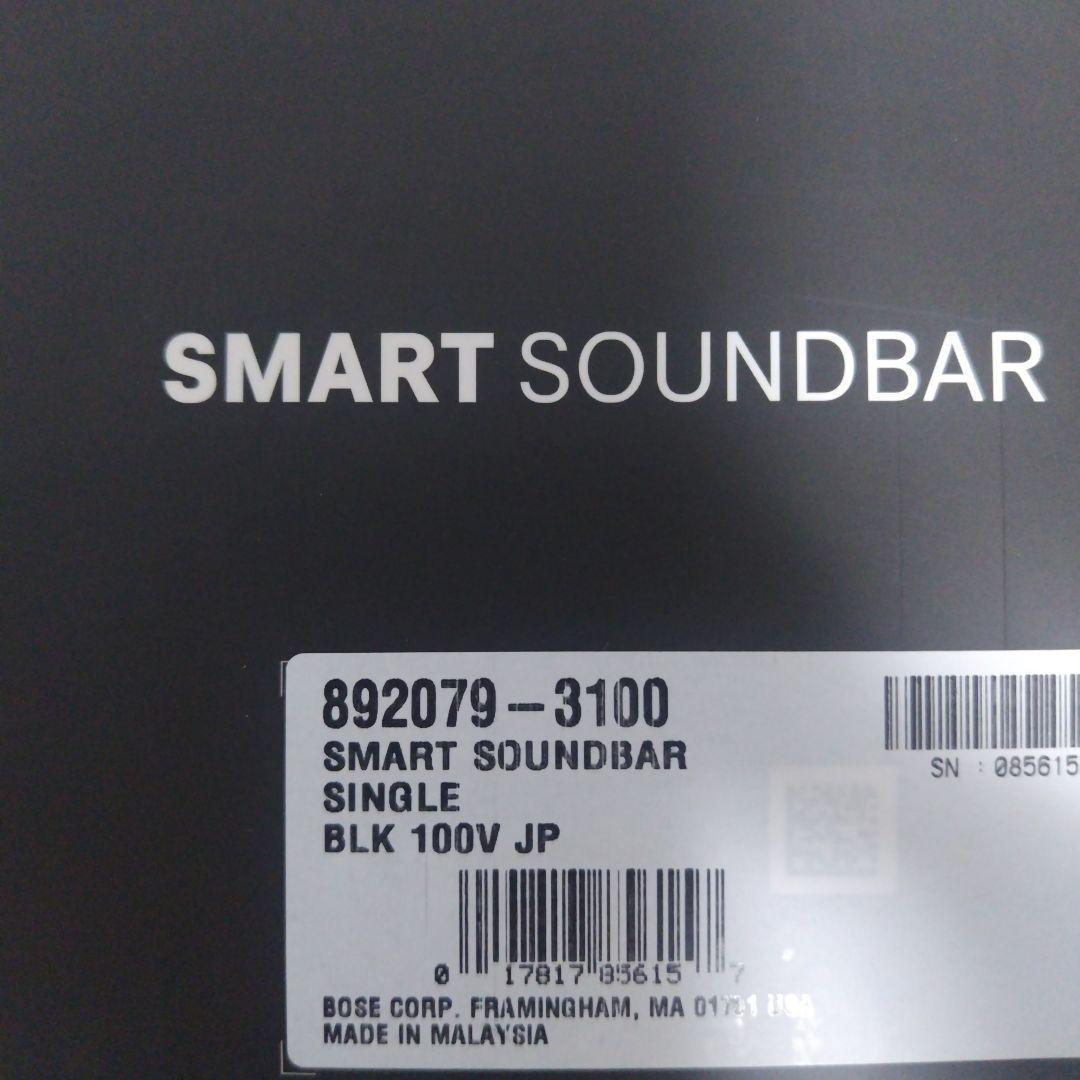 SMART SOUNDBAR
892079-3100
SMART SOUNDBAR
SINGLE
BLK 100V JP
SN : 085615
0 17817 85615 7
BOSE CORP. FRAMINGHAM, MA 01701 USA
MADE IN MALAYSIA